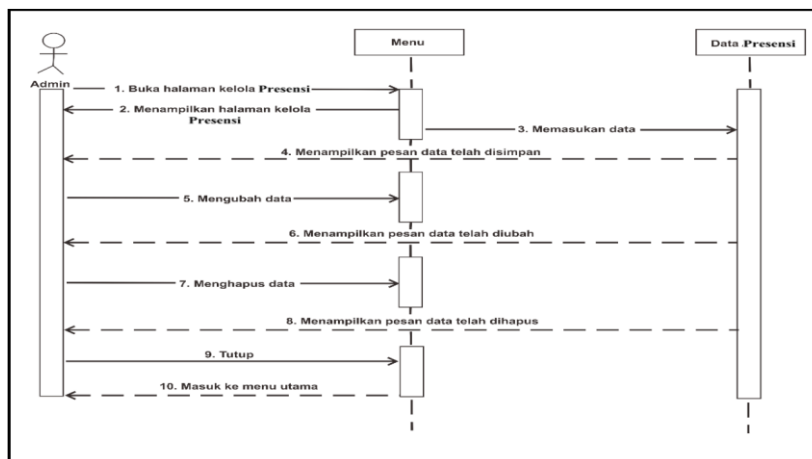 Menu
Data Presensi
Admin
1. Buka halaman kelola Presensi
2. Menampilkan halaman kelola
Presensi
3. Memasukan data
4. Menampilkan pesan data telah disimpan
5. Mengubah data
6. Menampilkan pesan data telah diubah
7. Menghapus data
8. Menampilkan pesan data telah dihapus
9. Tutup
10. Masuk ke menu utama